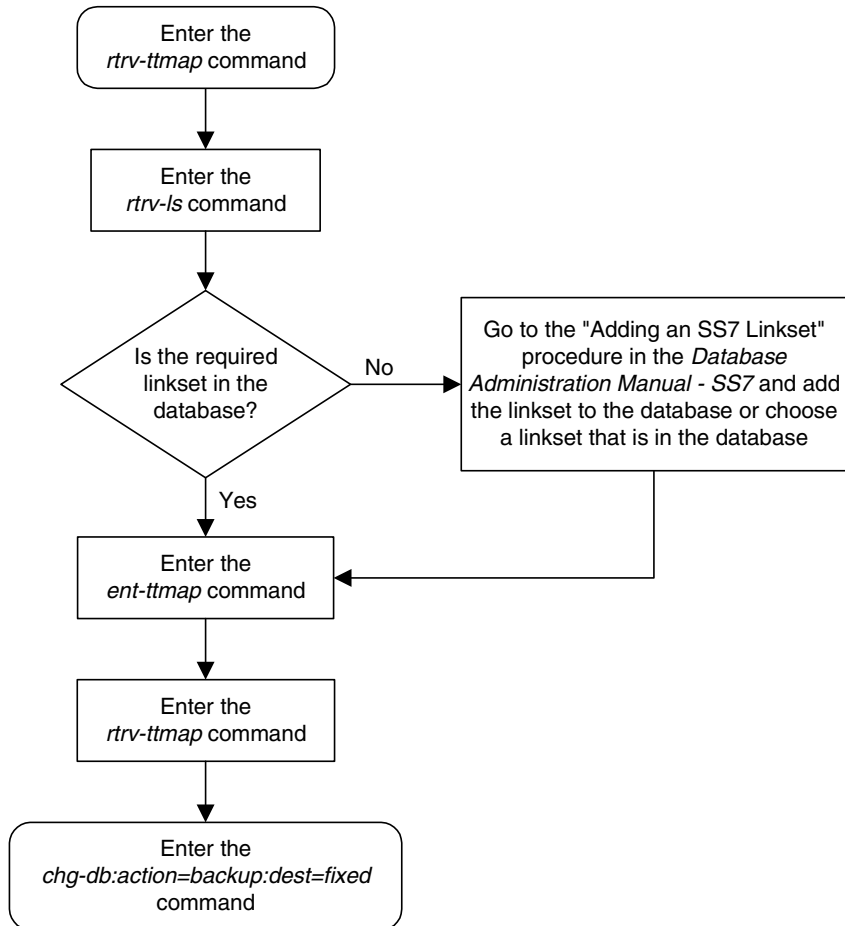 Enter the
rtrv-ttmap command
Enter the
rtrv-ls command
Is the required
linkset in the
database?
No
Go to the "Adding an SS7 Linkset"
procedure in the Database
Administration Manual - SS7 and add
the linkset to the database or choose
a linkset that is in the database
Yes
Enter the
ent-ttmap command
Enter the
rtrv-ttmap command
Enter the
chg-db:action=backup:dest=fixed
command